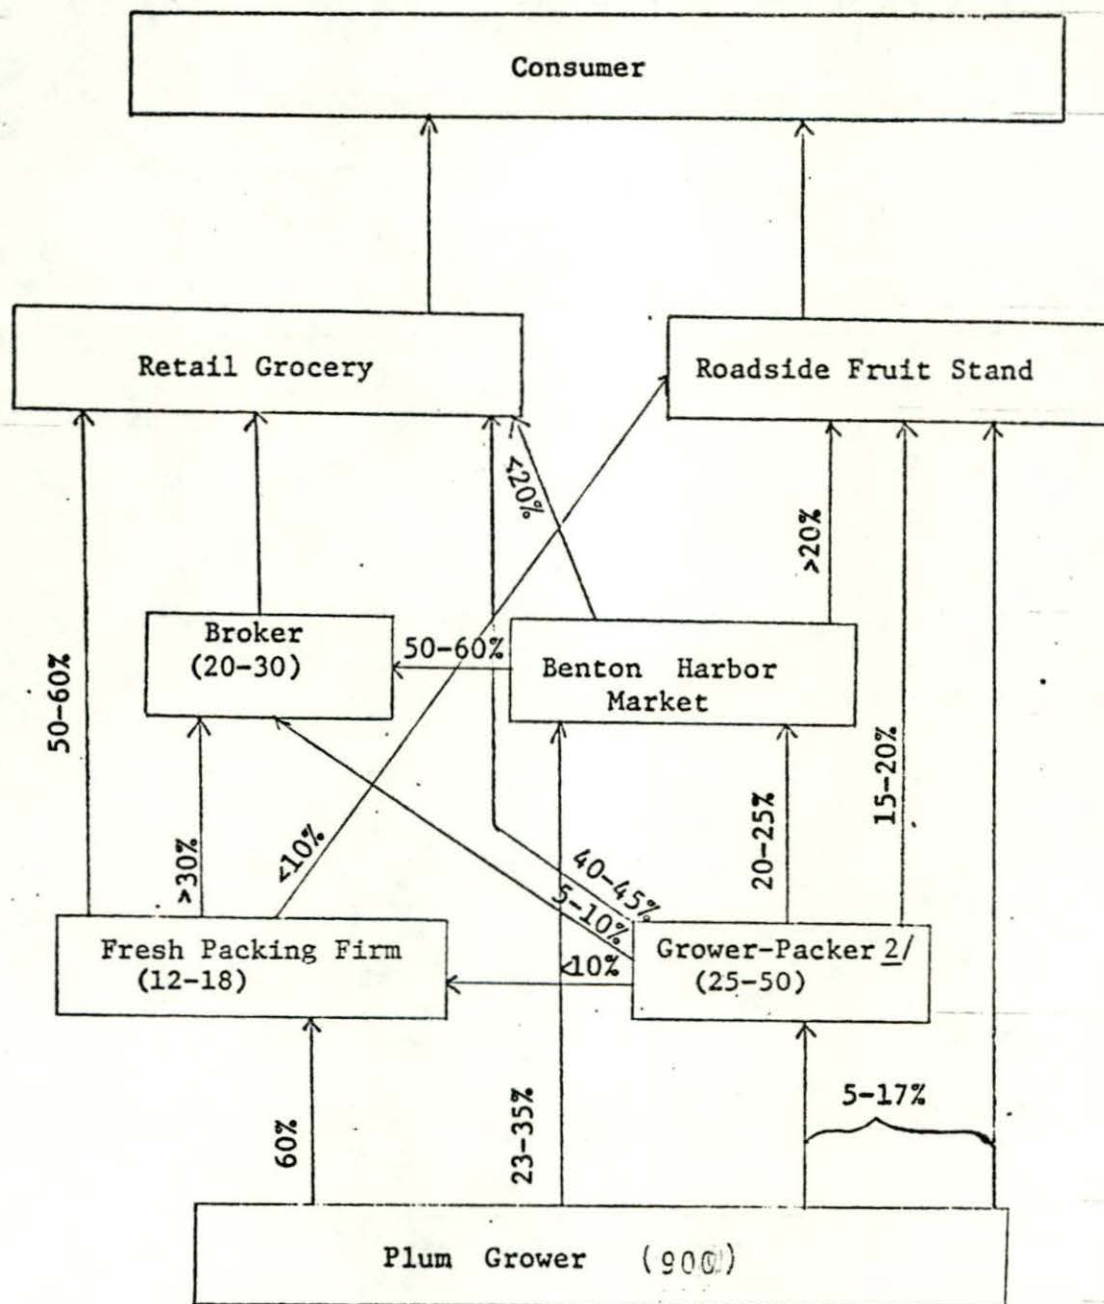 Consumer
Retail Grocery
Roadside Fruit Stand
<20%
>20%
Broker
(20-30)
50-60%
Benton Harbor
Market
50-60%
15-20%
>30%
<10%
40-45%
5-10%
20-25%
Fresh Packing Firm
(12-18)
<10%
Grower-Packer 2/
(25-50)
60%
23-35%
5-17%
Plum Grower (900)